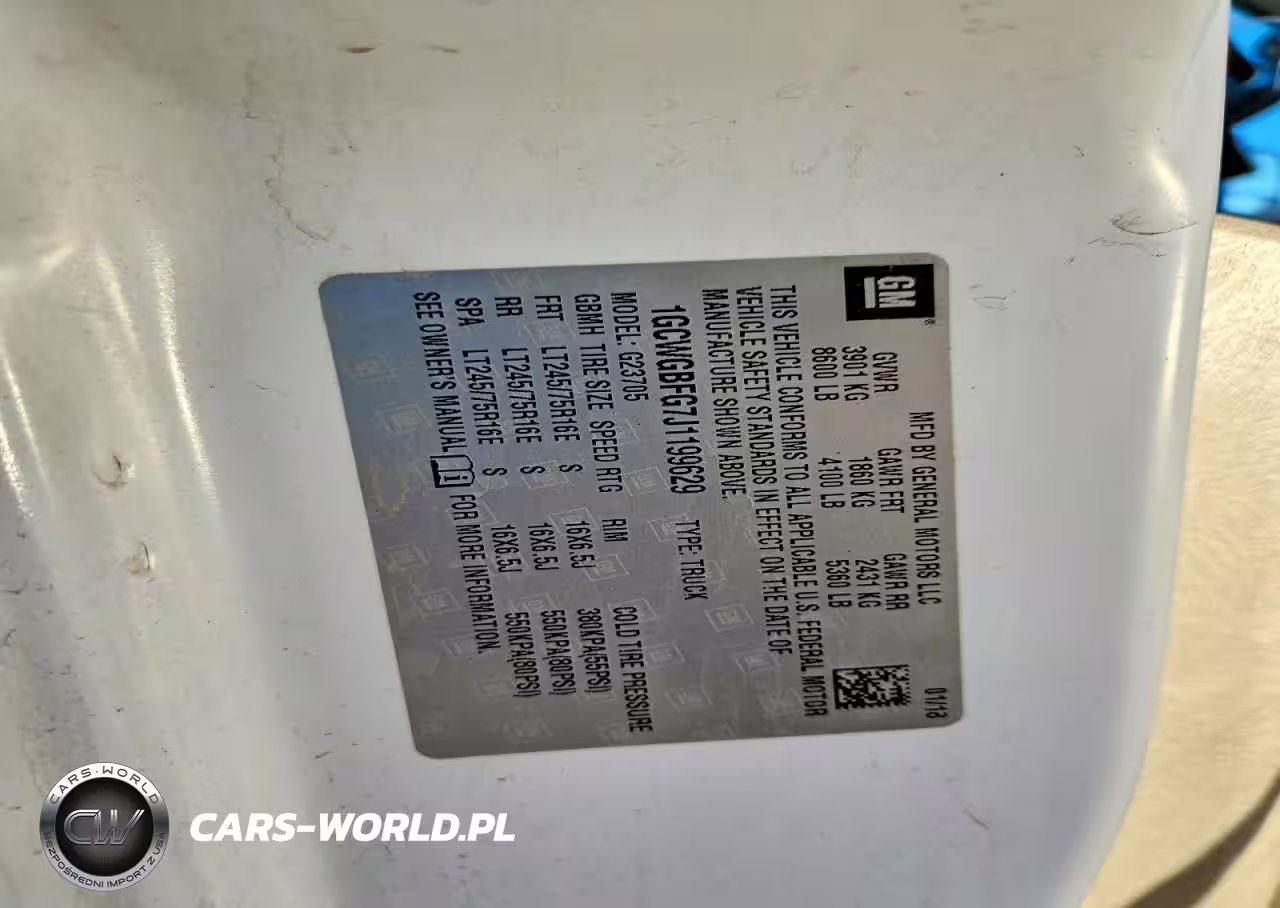 GM®
MFD BY GENERAL MOTORS LLC 01/18
GVWR GAWR FRT GAWR RR
3901 KG 1860 KG 2431 KG
8600 LB 4100 LB 5360 LB
THIS VEHICLE CONFORMS TO ALL APPLICABLE U.S. FEDERAL MOTOR
VEHICLE SAFETY STANDARDS IN EFFECT ON THE DATE OF
MANUFACTURE SHOWN ABOVE.
1GCWGBFG7J1199629 TYPE: TRUCK
MODEL: G23705
GBMH TIRE SIZE SPEED RTG RIM COLD TIRE PRESSURE
FRT LT245/75R16E S 16X6.5J 380KPA(55PSI)
RR LT245/75R16E S 16X6.5J 550KPA(80PSI)
SPA LT245/75R16E S 16X6.5J 550KPA(80PSI)
SEE OWNER'S MANUAL FOR MORE INFORMATION.
CARS-WORLD
CW
BEZPOŚREDNI IMPORT Z USA
CARS-WORLD.PL